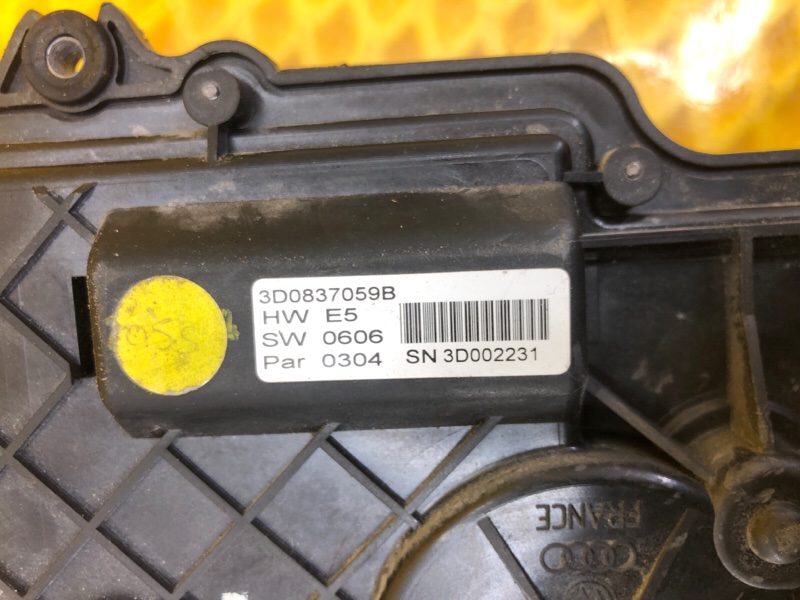 3D0837059B
HW E5
SW 0606
Par 0304
SN 3D002231
FRANCE